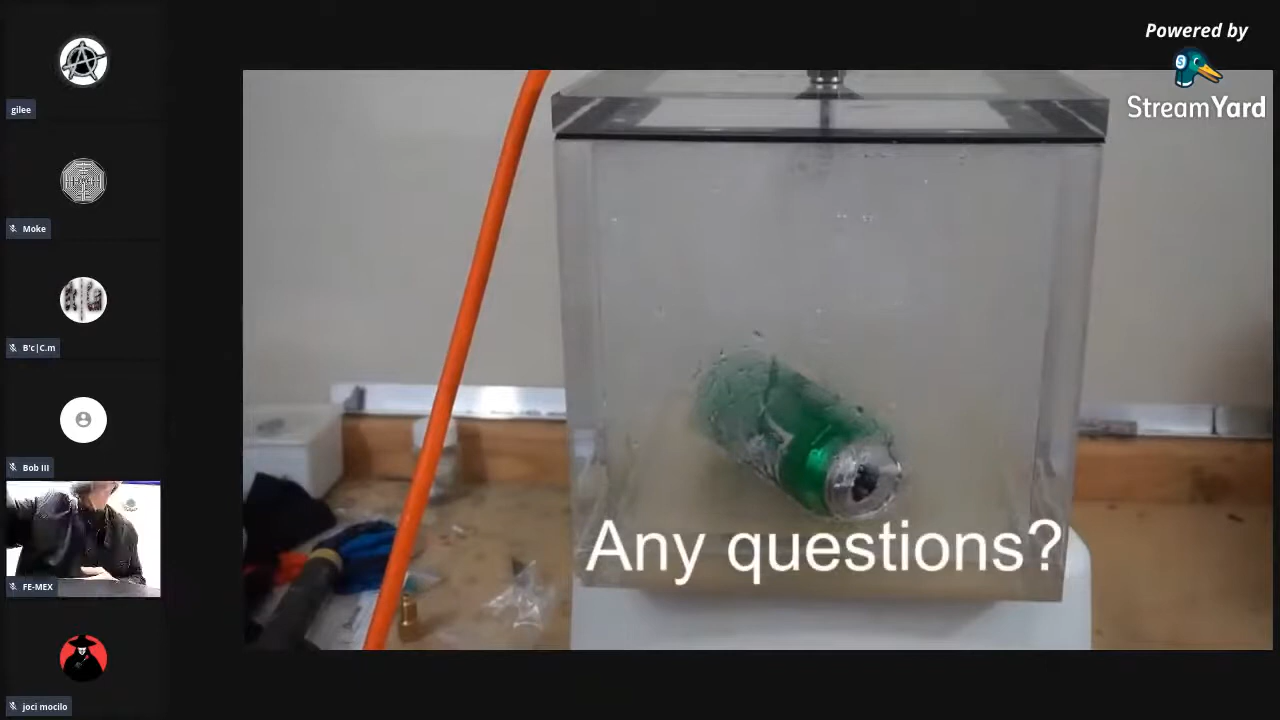 Powered by
StreamYard
gilee
Moke
B'c|C.m
Bob III
FE-MEX
joci mocilo
Any questions?